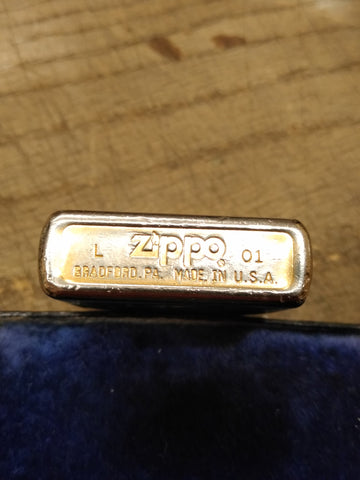 L Zippo 01
BRADFORD, PA. MADE IN U.S.A.